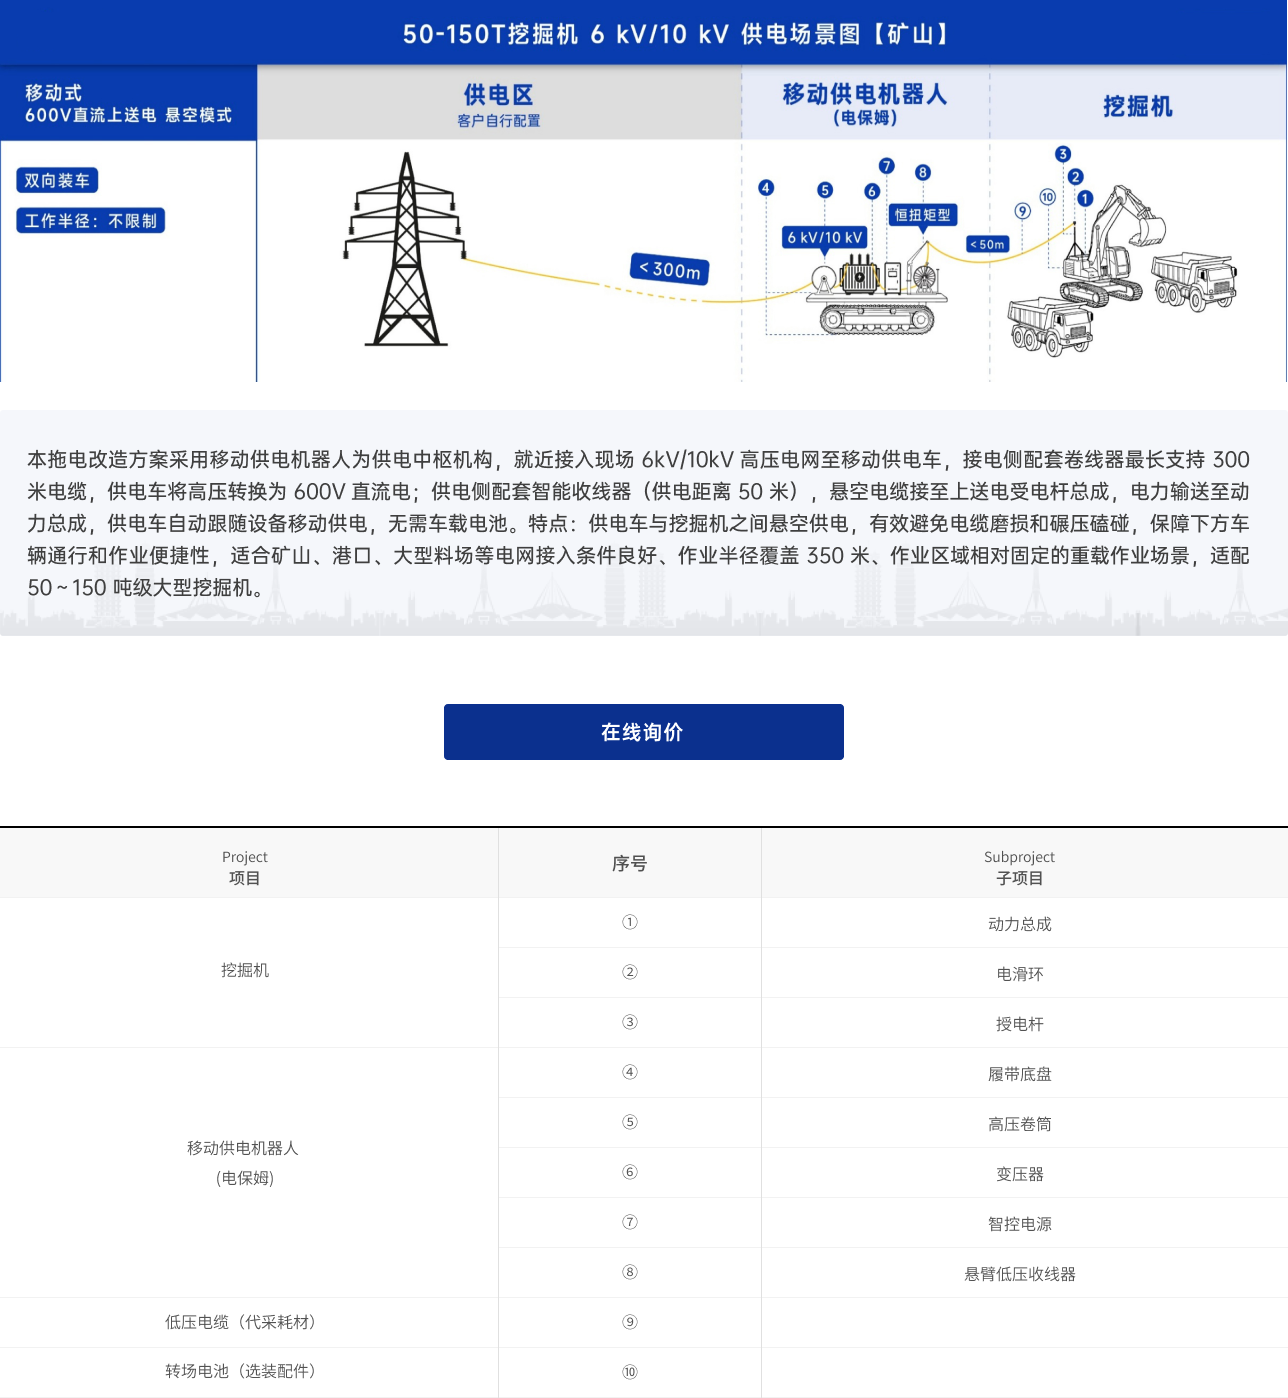 50-150T挖掘机 6 kV/10 kV 供电场景图【矿山】
移动式
600V直流上送电 悬空模式
供电区
客户自行配置
移动供电机器人
(电保姆)
挖掘机
双向装车
工作半径：不限制
<300m
④
⑤
⑥
⑦
⑧
6 kV/10 kV
恒扭矩型
<50m
③
②
①
⑩
⑨
本拖电改造方案采用移动供电机器人为供电中枢机构，就近接入现场 6kV/10kV 高压电网至移动供电车，接电侧配套卷线器最长支持 300
米电缆，供电车将高压转换为 600V 直流电；供电侧配套智能收线器（供电距离 50 米），悬空电缆接至上送电受电杆总成，电力输送至动
力总成，供电车自动跟随设备移动供电，无需车载电池。特点：供电车与挖掘机之间悬空供电，有效避免电缆磨损和碾压磕碰，保障下方车
辆通行和作业便捷性，适合矿山、港口、大型料场等电网接入条件良好、作业半径覆盖 350 米、作业区域相对固定的重载作业场景，适配
50~150 吨级大型挖掘机。
在线询价
Project
项目
序号
Subproject
子项目
挖掘机
①
动力总成
②
电滑环
③
授电杆
移动供电机器人
(电保姆)
④
履带底盘
⑤
高压卷筒
⑥
变压器
⑦
智控电源
⑧
悬臂低压收线器
低压电缆（代采耗材）
⑨
转场电池（选装配件）
⑩